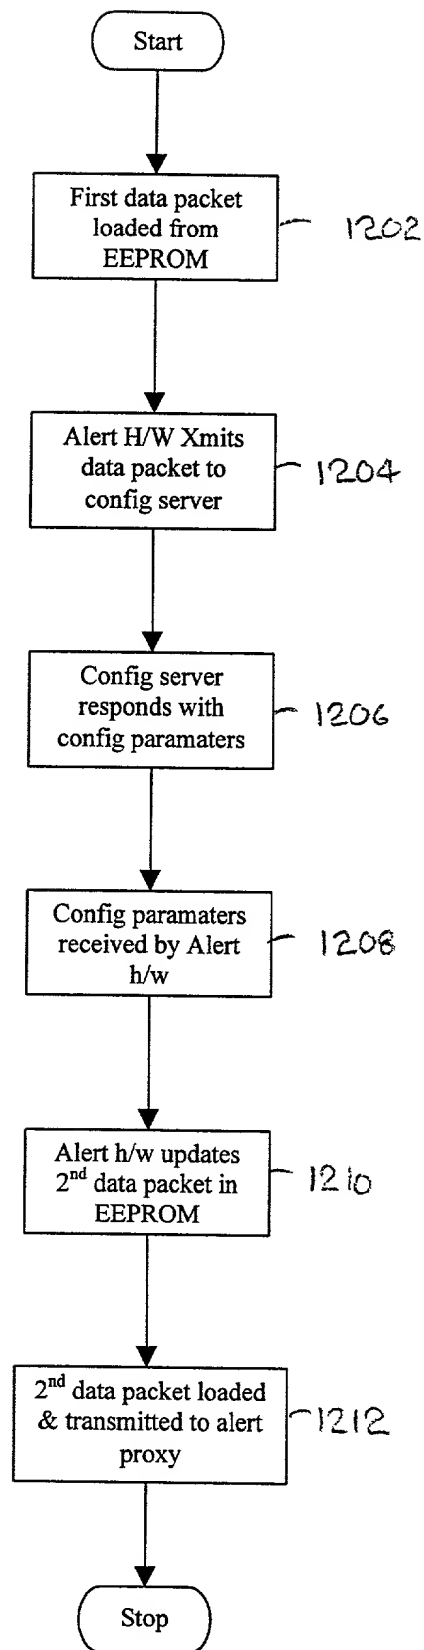 Start
First data packet
loaded from
EEPROM
1202
Alert H/W Xmits
data packet to
config server
1204
Config server
responds with
config paramaters
1206
Config paramaters
received by Alert
h/w
1208
Alert h/w updates
2nd data packet in
EEPROM
1210
2nd data packet loaded
& transmitted to alert
proxy
1212
Stop